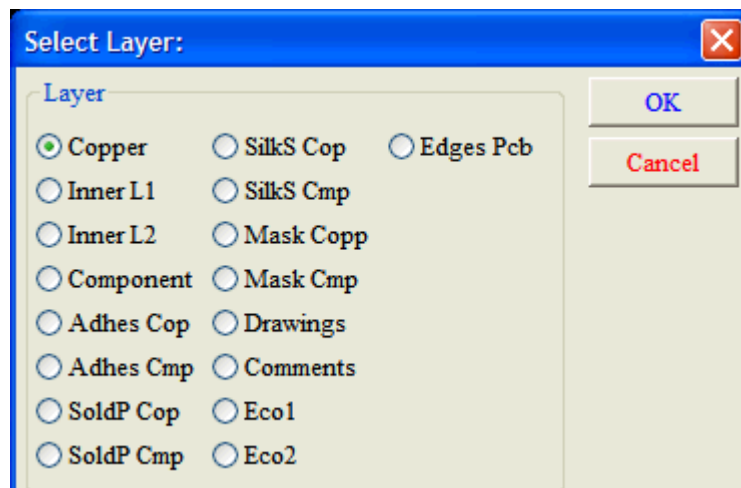 Select Layer:
Layer
OK
Cancel
Copper
SilkS Cop
Edges Pcb
Inner L1
SilkS Cmp
Inner L2
Mask Copp
Component
Mask Cmp
Adhes Cop
Drawings
Adhes Cmp
Comments
SoldP Cop
Eco1
SoldP Cmp
Eco2